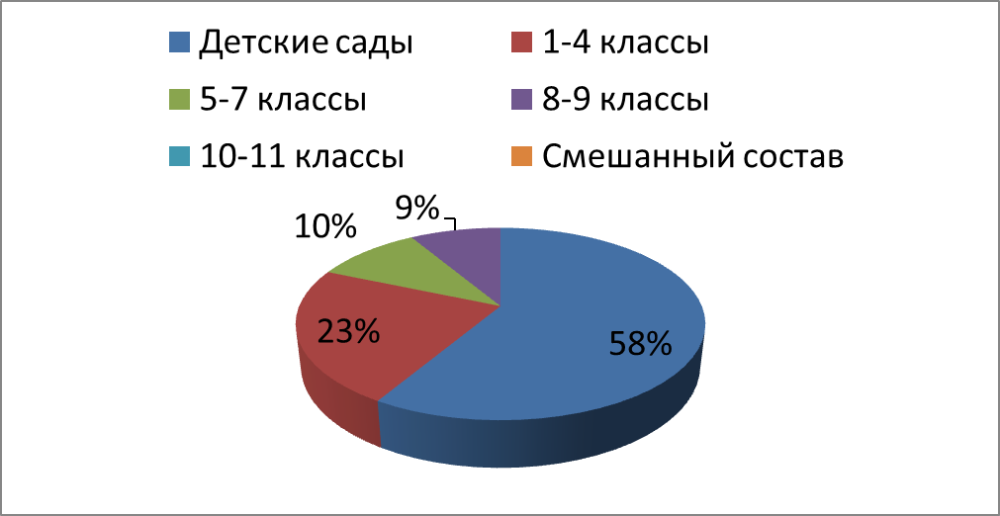 Детские сады
1-4 классы
5-7 классы
8-9 классы
10-11 классы
Смешанный состав
9%
10%
23%
58%